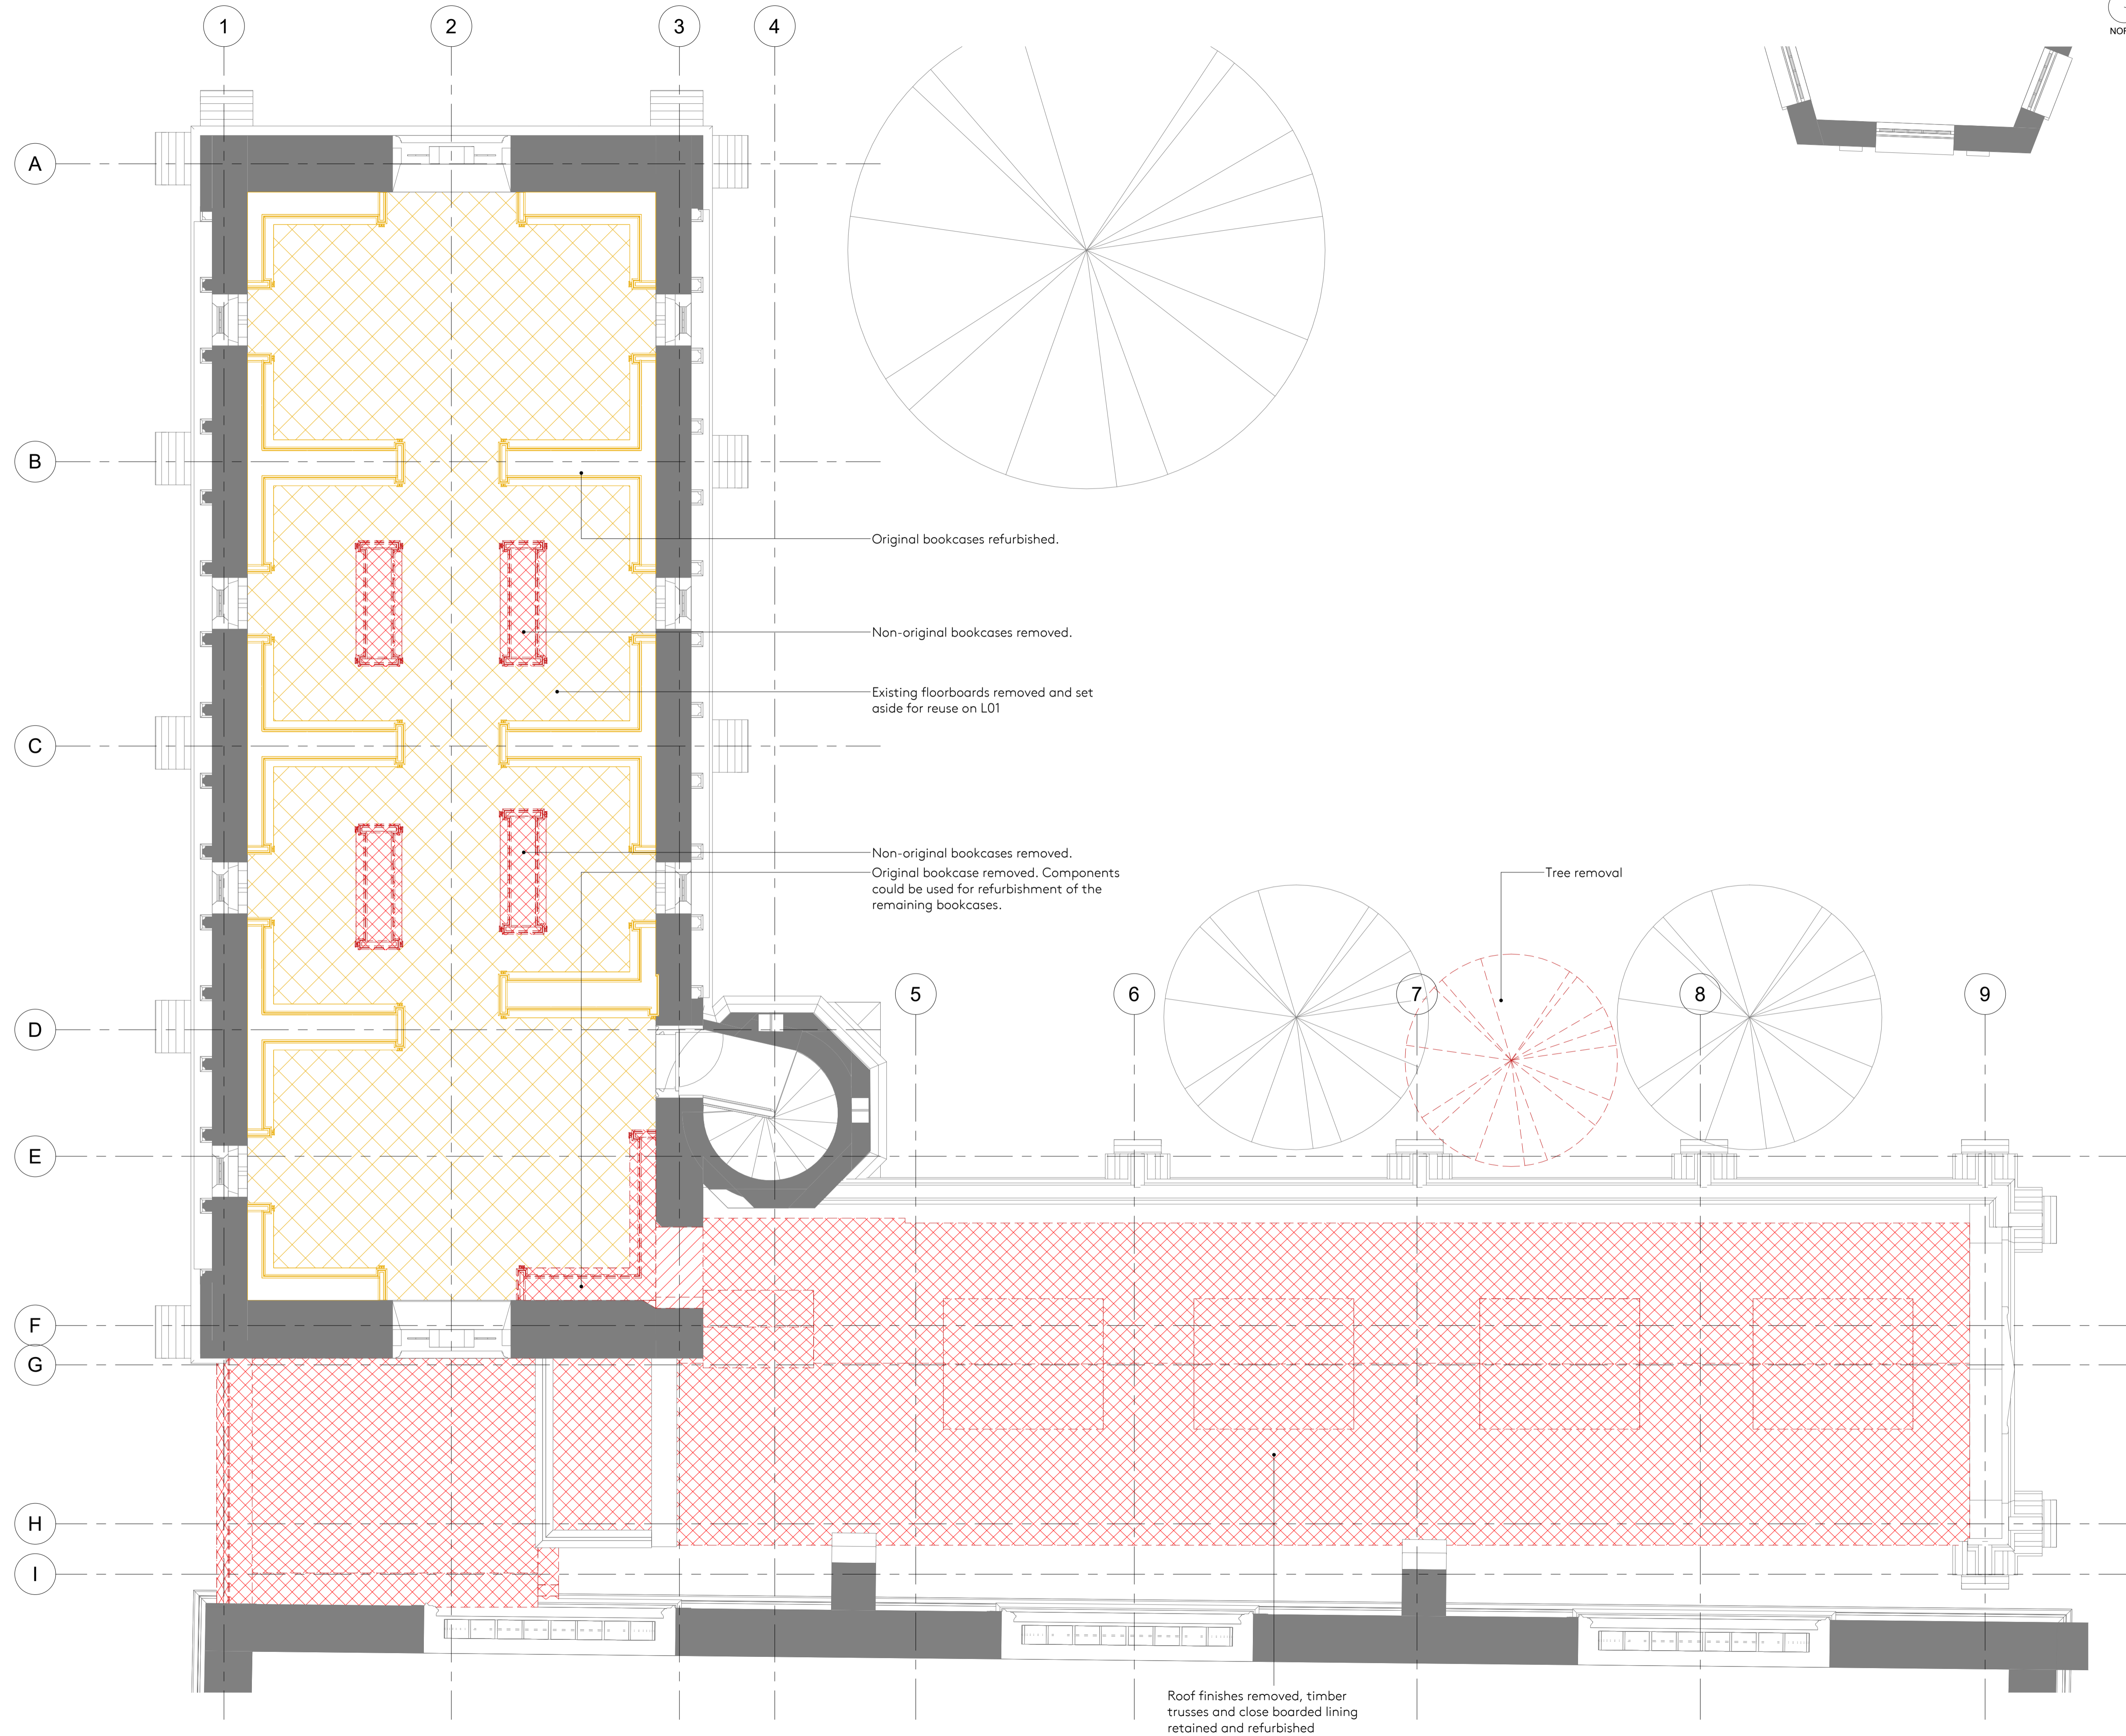 1
2
3
4
A
B
Original bookcases refurbished.
Non-original bookcases removed.
Existing floorboards removed and set
aside for reuse on L01
C
Non-original bookcases removed.
Original bookcase removed. Components
could be used for refurbishment of the
remaining bookcases.
Tree removal
5
6
7
8
9
D
E
F
G
H
I
Roof finishes removed, timber
trusses and close boarded lining
retained and refurbished